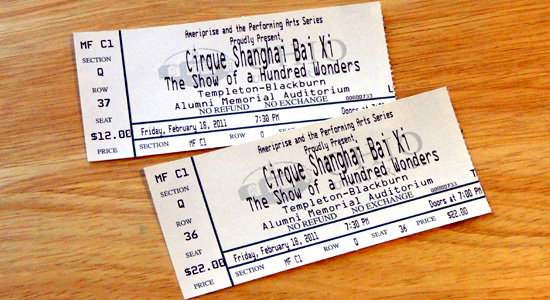 MF C1
SECTION
Q
ROW
37
SEAT
$12.00
Ameriprise and the Performing Arts Series
Proudly Present,
Cirque Shanghai Bai Xi
The Show of a Hundred Wonders
Templeton-Blackburn
Alumni Memorial Auditorium
NO REFUND NO EXCHANGE
Friday, February 18, 2011 7:30 PM
SECTION MF C1 ROW Q
MF C1
SECTION
Q
ROW
36
SEAT
$22.00
Ameriprise and the Performing Arts Series
Proudly Present,
Cirque Shanghai Bai Xi
The Show of a Hundred Wonders
Templeton-Blackburn
Alumni Memorial Auditorium
NO REFUND NO EXCHANGE
Doors at 7:00 PM
Friday, February 18, 2011 7:30 PM
SECTION MF C1 ROW Q SEAT 36 PRICE $22.00